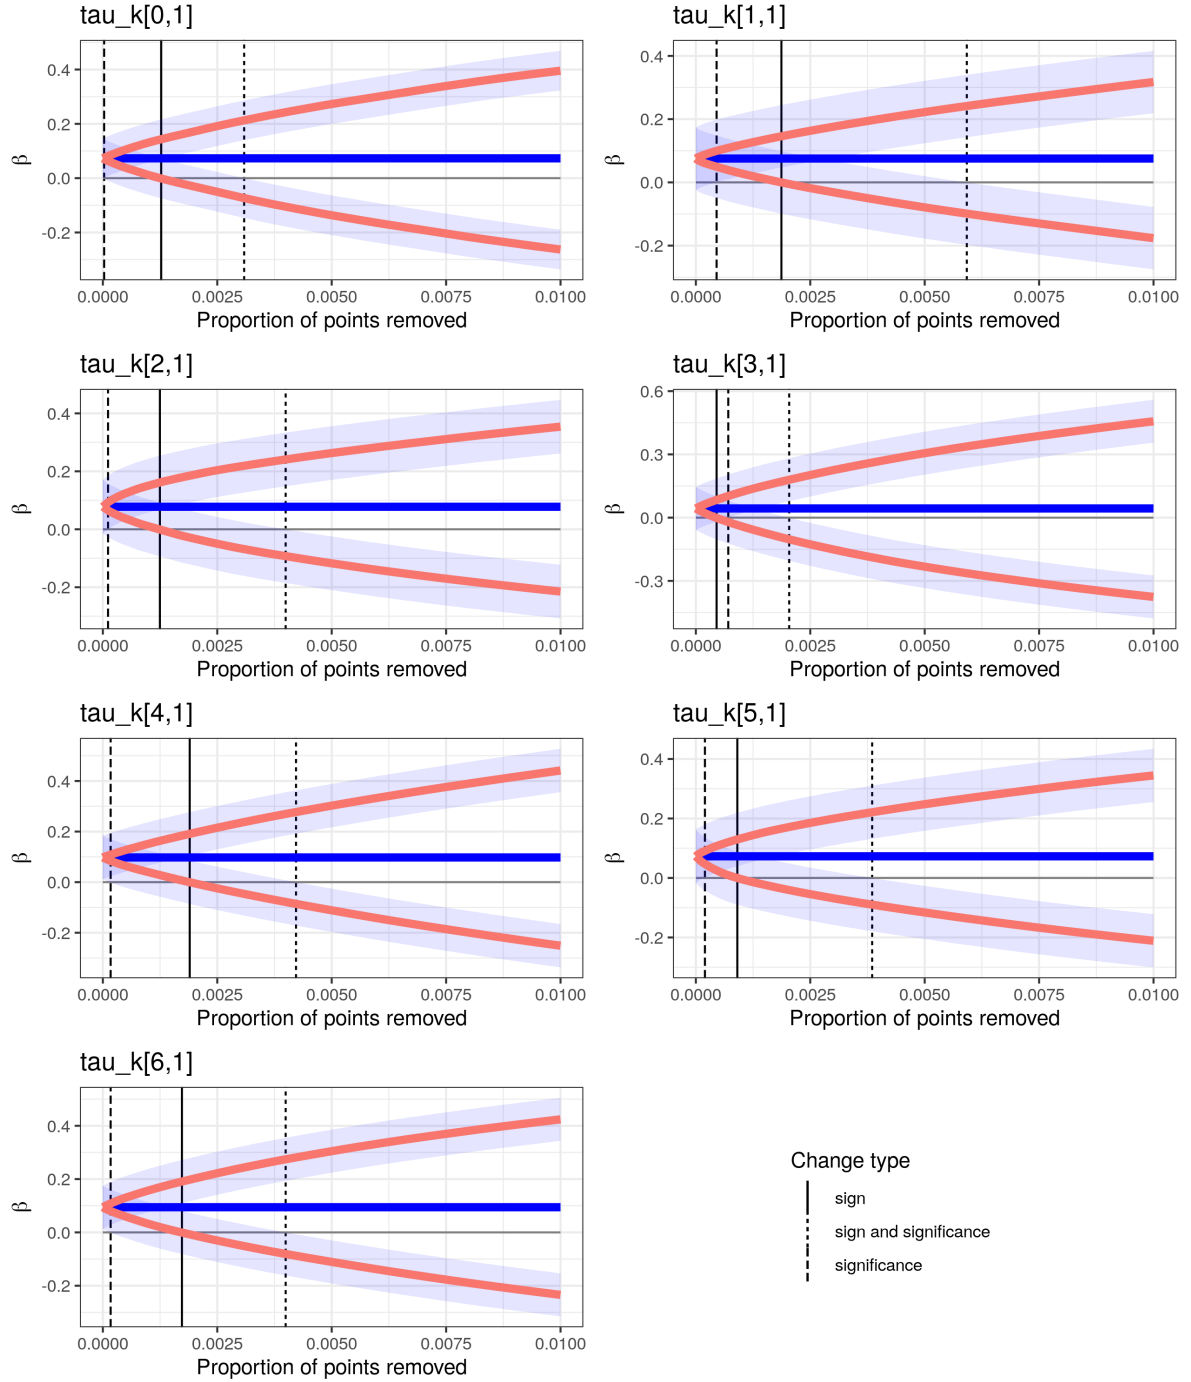 tau_k[0,1]
0.4
0.2
0.0
-0.2
β
0.0000 0.0025 0.0050 0.0075 0.0100
Proportion of points removed
tau_k[1,1]
0.4
0.2
0.0
-0.2
β
0.0000 0.0025 0.0050 0.0075 0.0100
Proportion of points removed
tau_k[2,1]
0.4
0.2
0.0
-0.2
β
0.0000 0.0025 0.0050 0.0075 0.0100
Proportion of points removed
tau_k[3,1]
0.6
0.3
0.0
-0.3
β
0.0000 0.0025 0.0050 0.0075 0.0100
Proportion of points removed
tau_k[4,1]
0.4
0.2
0.0
-0.2
β
0.0000 0.0025 0.0050 0.0075 0.0100
Proportion of points removed
tau_k[5,1]
0.4
0.2
0.0
-0.2
β
0.0000 0.0025 0.0050 0.0075 0.0100
Proportion of points removed
tau_k[6,1]
0.4
0.2
0.0
-0.2
β
0.0000 0.0025 0.0050 0.0075 0.0100
Proportion of points removed
Change type
sign
sign and significance
significance